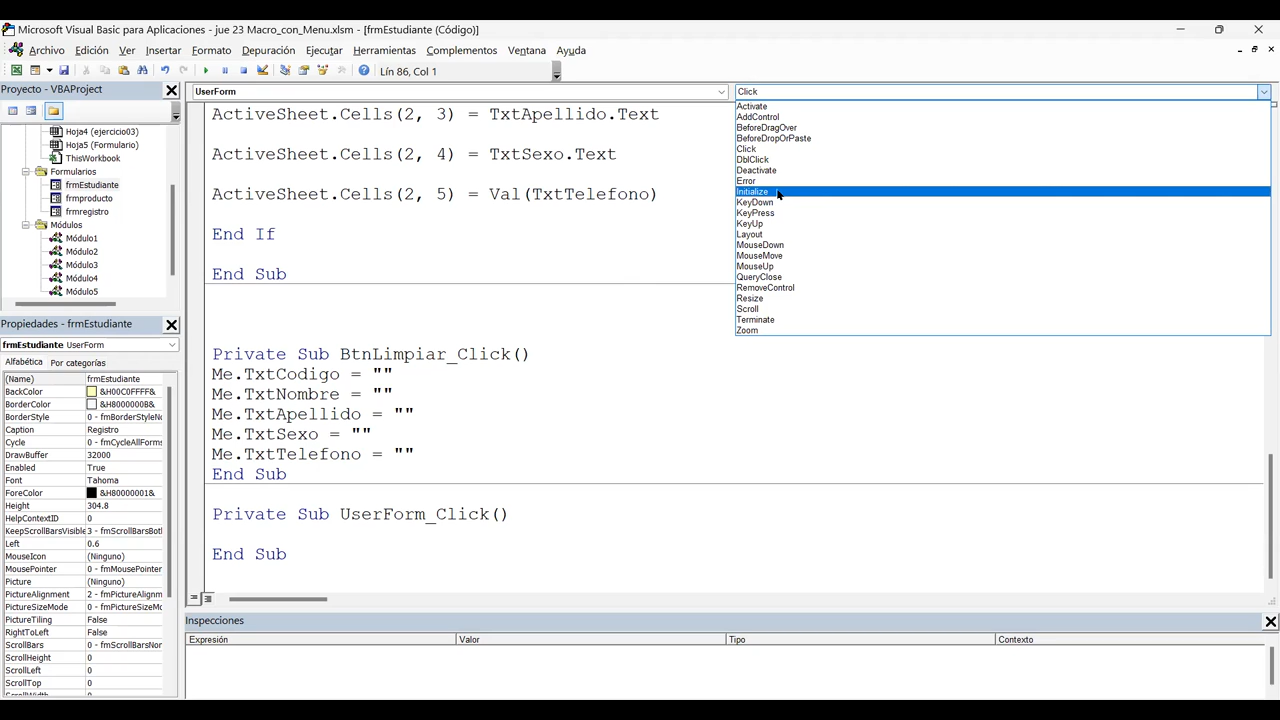 Microsoft Visual Basic para Aplicaciones - jue 23 Macro_con_Menu.xlsm - [frmEstudiante (Código)]
Archivo Edición Ver Insertar Formato Depuración Ejecutar Herramientas Complementos Ventana Ayuda
Lín 86, Col 1
Proyecto - VBAProject
Hoja4 (ejercicio03)
Hoja5 (Formulario)
ThisWorkbook
Formularios
frmEstudiante
frmproducto
frmregistro
Módulos
Módulo1
Módulo2
Módulo3
Módulo4
Módulo5
Propiedades - frmEstudiante
frmEstudiante UserForm
Alfabética Por categorías
(Name) frmEstudiante
BackColor &H00C0FFFF&
BorderColor &H8000000B&
BorderStyle 0 - fmBorderStyleNo
Caption Registro
Cycle 0 - fmCycleAllForms
DrawBuffer 32000
Enabled True
Font Tahoma
ForeColor &H80000001&
Height 304.8
HelpContextID 0
KeepScrollBarsVisible 3 - fmScrollBarsBot
Left 0.6
MouseIcon (Ninguno)
MousePointer 0 - fmMousePointer
Picture (Ninguno)
PictureAlignment 2 - fmPictureAlignm
PictureSizeMode 0 - fmPictureSizeMo
PictureTiling False
RightToLeft False
ScrollBars 0 - fmScrollBarsNor
ScrollHeight 0
ScrollLeft 0
ScrollTop 0
ScrollWidth 0
UserForm
Click
Activate
AddControl
BeforeDragOver
BeforeDropOrPaste
Click
DblClick
Deactivate
Error
Initialize
KeyDown
KeyPress
KeyUp
Layout
MouseDown
MouseMove
MouseUp
QueryClose
RemoveControl
Resize
Scroll
Terminate
Zoom
ActiveSheet.Cells(2, 3) = TxtApellido.Text
ActiveSheet.Cells(2, 4) = TxtSexo.Text
ActiveSheet.Cells(2, 5) = Val(TxtTelefono)
End If
End Sub
Private Sub BtnLimpiar_Click()
Me.TxtCodigo = ""
Me.TxtNombre = ""
Me.TxtApellido = ""
Me.TxtSexo = ""
Me.TxtTelefono = ""
End Sub
Private Sub UserForm_Click()
End Sub
Inspecciones
Expresión Valor Tipo Contexto